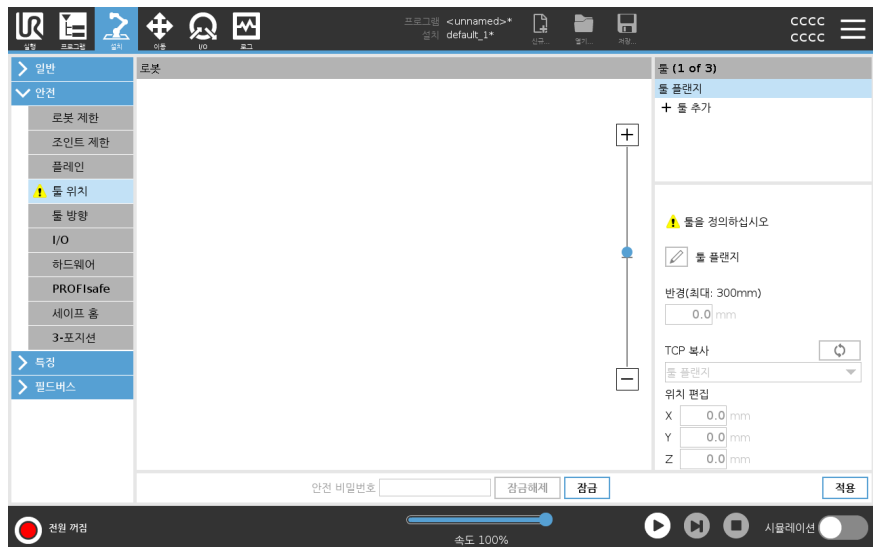 UR
프로그램 <unnamed>*
설치 default_1*
실행 프로그램 설치 이동 I/O 로그
신규... 열기... 저장...
cccc
cccc
일반
안전
로봇 제한
조인트 제한
플레인
툴 위치
툴 방향
I/O
하드웨어
PROFIsafe
세이프 홈
3-포지션
특징
필드버스
로봇
툴 (1 of 3)
툴 플랜지
+ 툴 추가
툴을 정의하십시오
툴 플랜지
반경(최대: 300mm)
0.0 mm
TCP 복사
툴 플랜지
위치 편집
X 0.0 mm
Y 0.0 mm
Z 0.0 mm
안전 비밀번호 잠금해제 잠금
적용
전원 꺼짐
속도 100%
시뮬레이션